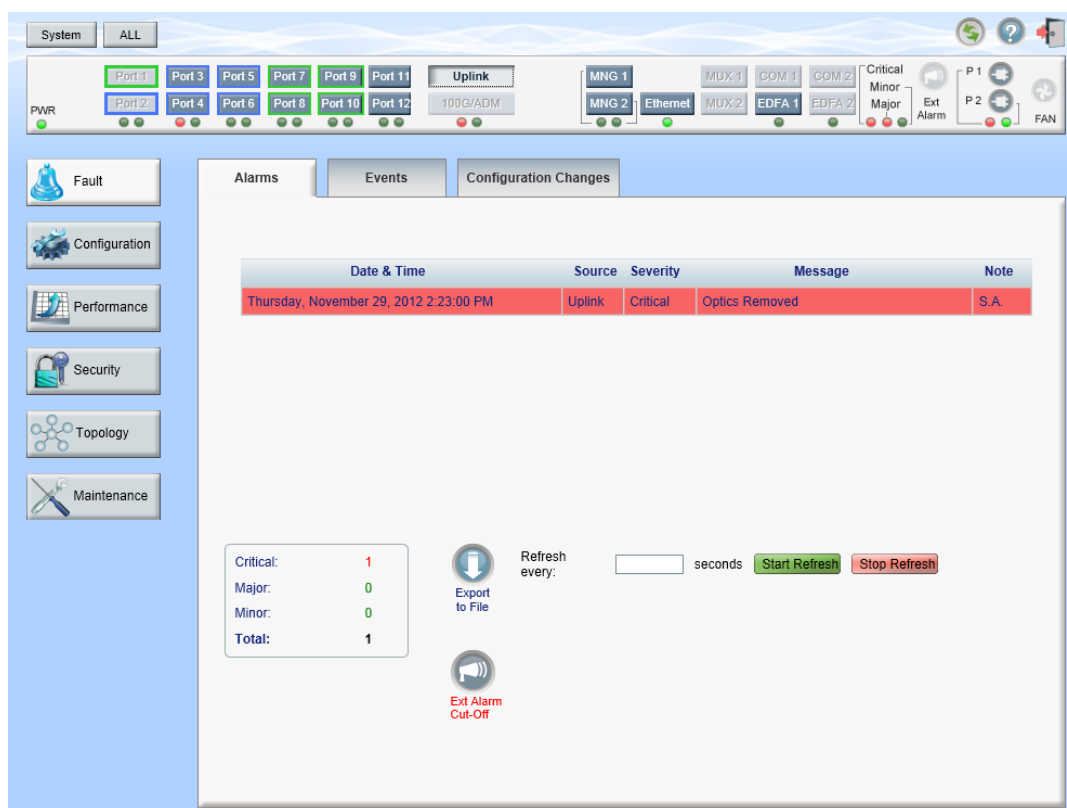 System ALL
Port 1 Port 3 Port 5 Port 7 Port 9 Port 11 Uplink MNG 1 MUX 1 COM 1 COM 2 Critical P 1
Minor
PWR Port 2 Port 4 Port 6 Port 8 Port 10 Port 12 100G/ADM MNG 2 Ethernet MUX 2 EDFA 1 EDFA 2 Major Ext Alarm P 2 FAN
Fault
Configuration
Performance
Security
Topology
Maintenance
Alarms Events Configuration Changes
Date & Time Source Severity Message Note
Thursday, November 29, 2012 2:23:00 PM Uplink Critical Optics Removed S.A.
Critical: 1
Major: 0
Minor: 0
Total: 1
Export
to File
Refresh
every: seconds Start Refresh Stop Refresh
Ext Alarm
Cut-Off